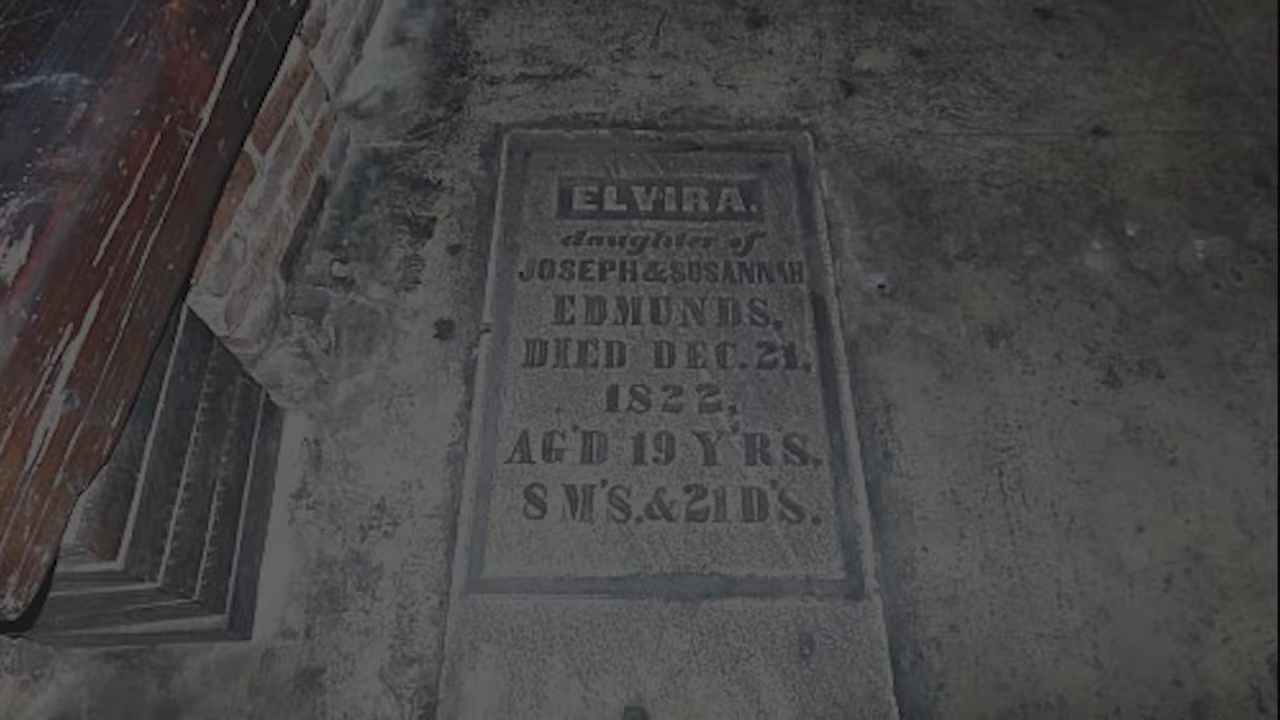 ELVIRA.
daughter of
JOSEPH & SUSANNAH
EDMUNDS.
DIED DEC. 21,
1822,
AG'D 19 Y'RS.
8 M'S. & 21 D'S.